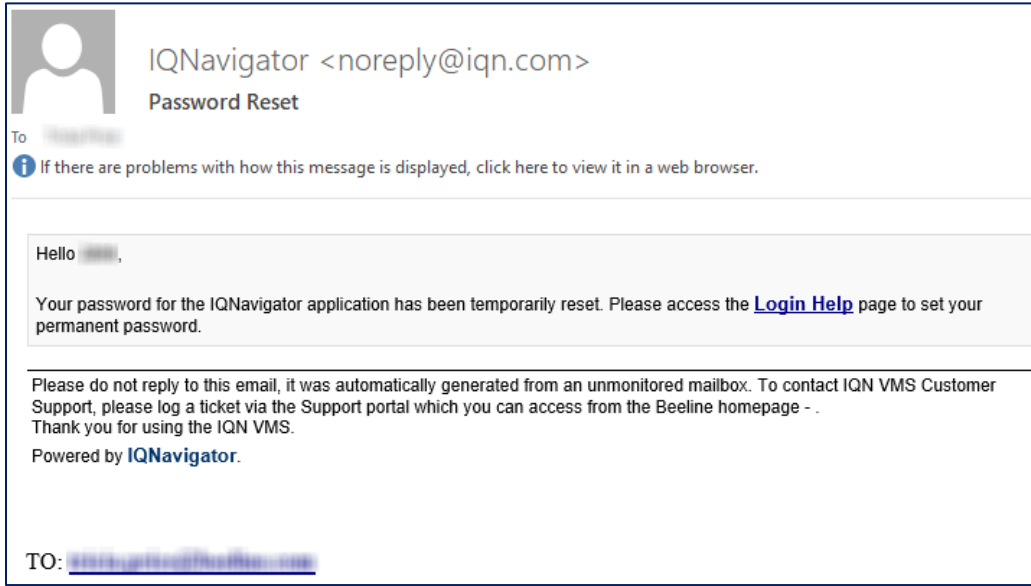 IQNavigator <noreply@iqn.com>
Password Reset
To
If there are problems with how this message is displayed, click here to view it in a web browser.
Hello ,
Your password for the IQNavigator application has been temporarily reset. Please access the Login Help page to set your
permanent password.
Please do not reply to this email, it was automatically generated from an unmonitored mailbox. To contact IQN VMS Customer
Support, please log a ticket via the Support portal which you can access from the Beeline homepage - .
Thank you for using the IQN VMS.
Powered by IQNavigator.
TO: